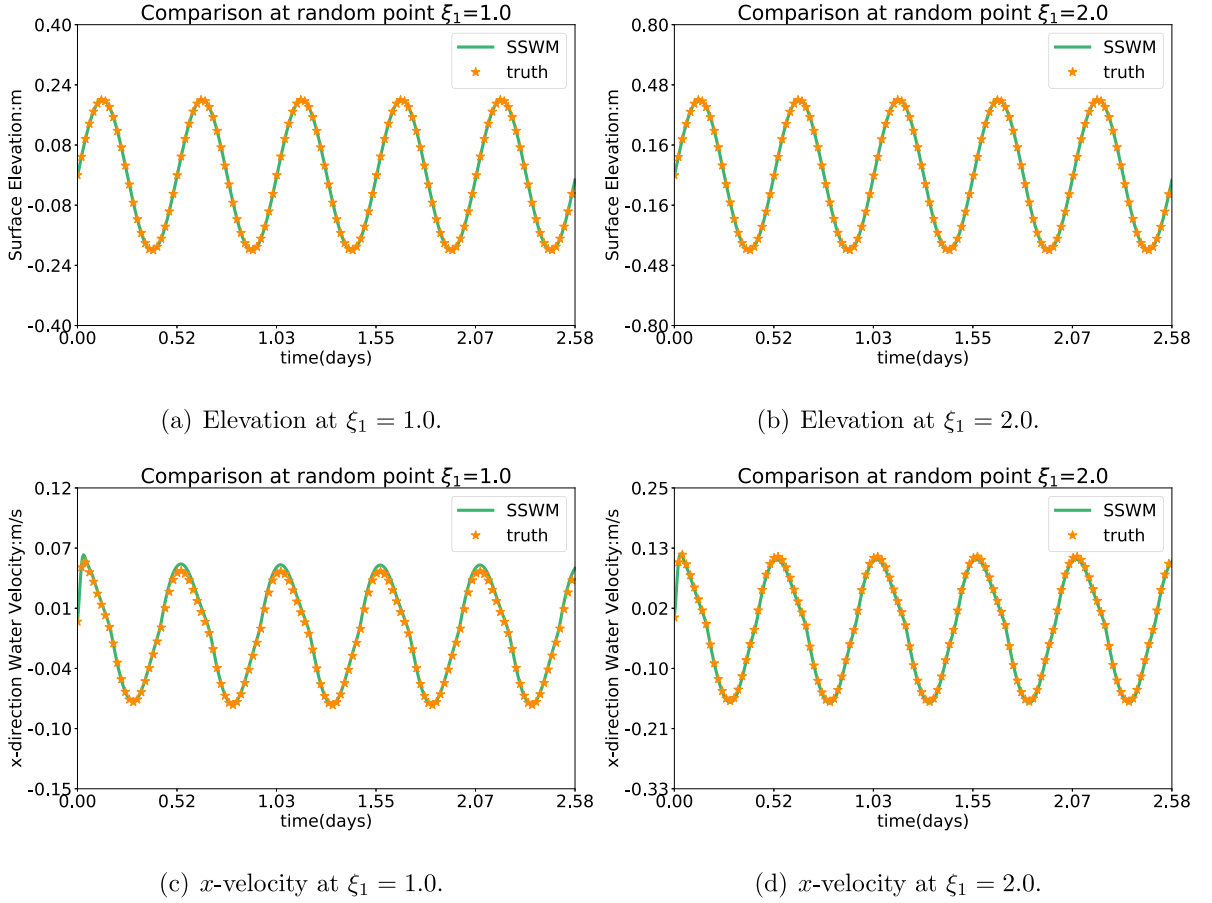 Comparison at random point ξ1=1.0
Surface Elevation:m
0.40
0.24
0.08
-0.08
-0.24
-0.40
SSWM
truth
0.00 0.52 1.03 1.55 2.07 2.58
time(days)
(a) Elevation at ξ1 = 1.0.
Comparison at random point ξ1=2.0
Surface Elevation:m
0.80
0.48
0.16
-0.16
-0.48
-0.80
SSWM
truth
0.00 0.52 1.03 1.55 2.07 2.58
time(days)
(b) Elevation at ξ1 = 2.0.
Comparison at random point ξ1=1.0
x-direction Water Velocity:m/s
0.12
0.07
0.01
-0.04
-0.10
-0.15
SSWM
truth
0.00 0.52 1.03 1.55 2.07 2.58
time(days)
(c) x-velocity at ξ1 = 1.0.
Comparison at random point ξ1=2.0
x-direction Water Velocity:m/s
0.25
0.13
0.02
-0.10
-0.21
-0.33
SSWM
truth
0.00 0.52 1.03 1.55 2.07 2.58
time(days)
(d) x-velocity at ξ1 = 2.0.